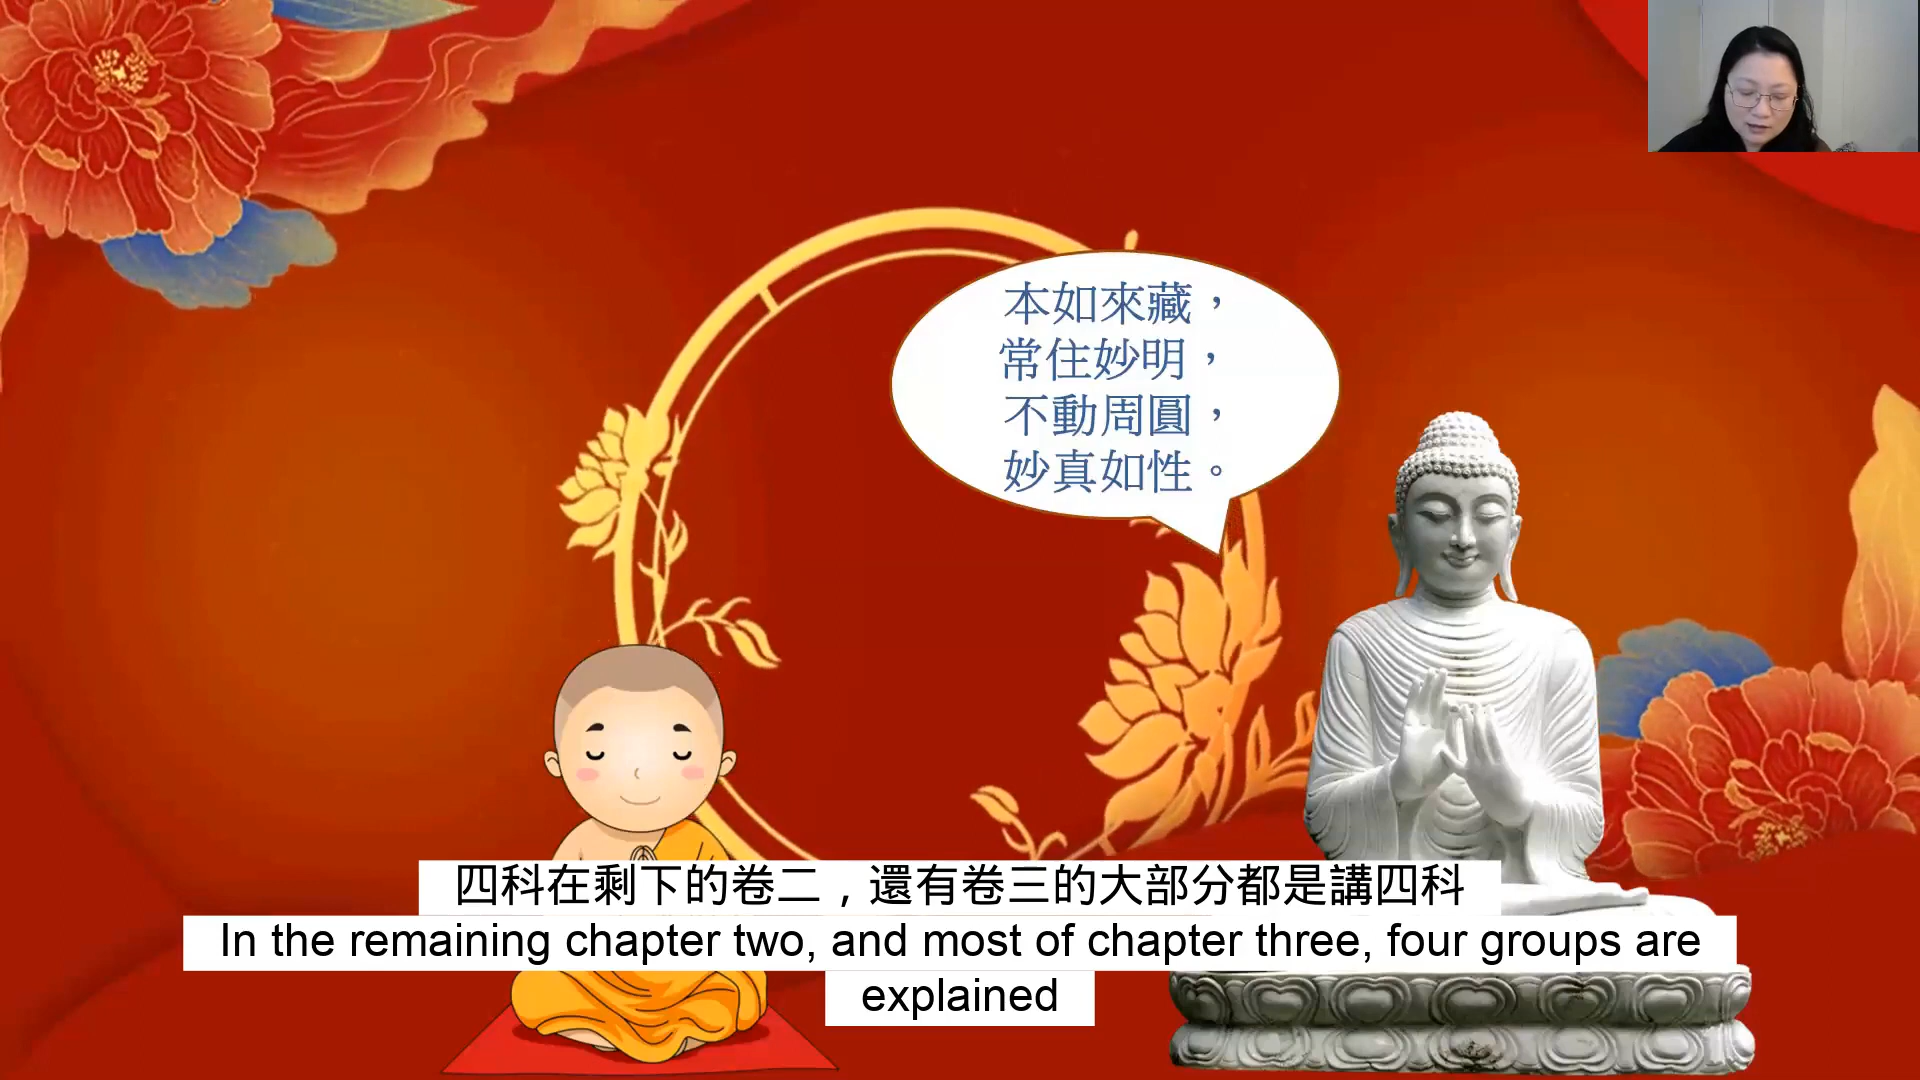 本如來藏，
常住妙明，
不動周圓，
妙真如性。
四科在剩下的卷二，還有卷三的大部分都是講四科
In the remaining chapter two, and most of chapter three, four groups are
explained